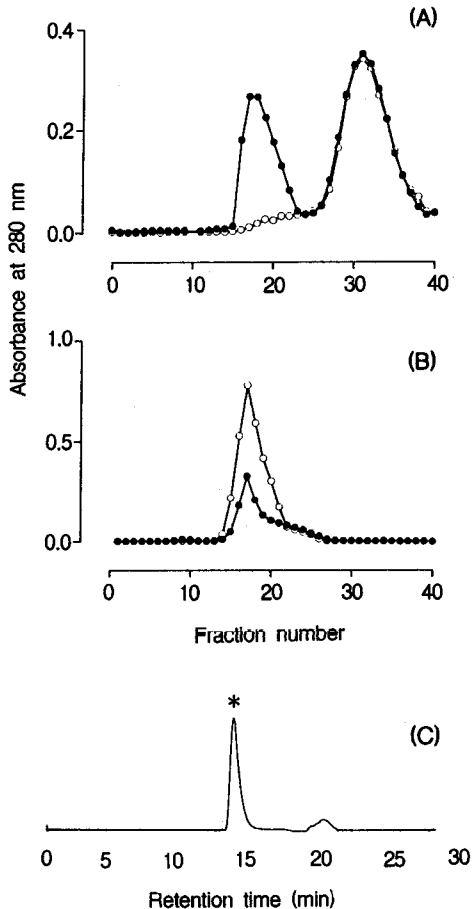 (A)
0.4
0.2
0.0
0 10 20 30 40
Absorbance at 280 nm
(B)
1.0
0.5
0.0
0 10 20 30 40
Fraction number
*
(C)
0 5 10 15 20 25 30
Retention time (min)